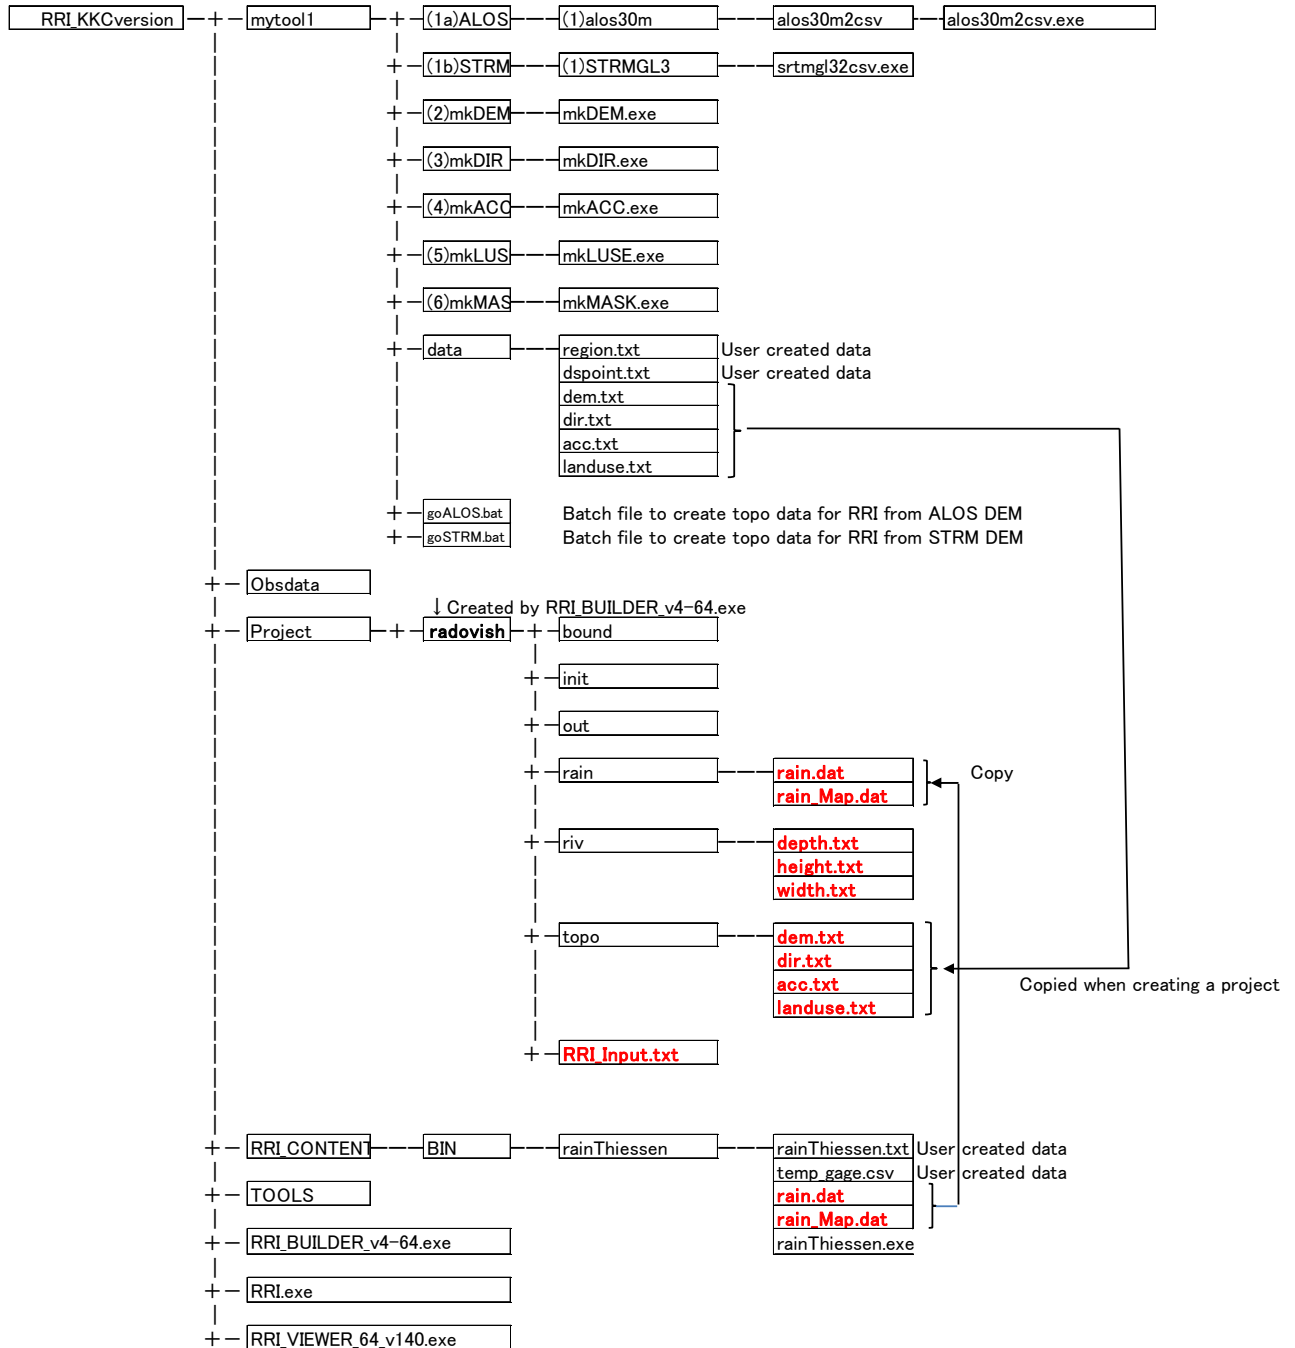 RRI_KKCversion mytool1 (1a)ALOS (1)alos30m alos30m2csv alos30m2csv.exe
(1b)STRM (1)STRMGL3 srtmgl32csv.exe
(2)mkDEM mkDEM.exe
(3)mkDIR mkDIR.exe
(4)mkACC mkACC.exe
(5)mkLUS mkLUSE.exe
(6)mkMAS mkMASK.exe
data region.txt User created data
dspoint.txt User created data
dem.txt
dir.txt
acc.txt
landuse.txt
goALOS.bat Batch file to create topo data for RRI from ALOS DEM
goSTRM.bat Batch file to create topo data for RRI from STRM DEM
Obsdata
↓Created by RRI_BUILDER_v4-64.exe
Project radovish bound
init
out
rain rain.dat Copy
rain_Map.dat
riv depth.txt
height.txt
width.txt
topo dem.txt
dir.txt
acc.txt Copied when creating a project
landuse.txt
RRI_Input.txt
RRI_CONTENT BIN rainThiessen rainThiessen.txt User created data
temp_gage.csv User created data
TOOLS rain.dat
rain_Map.dat
RRI_BUILDER_v4-64.exe rainThiessen.exe
RRI.exe
RRI_VIEWER_64_v140.exe